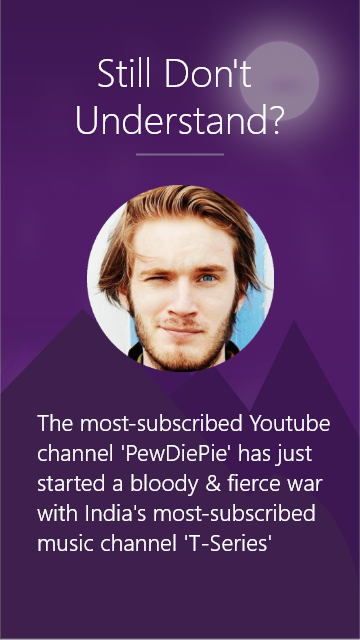 Still Don't
Understand?
The most-subscribed Youtube
channel 'PewDiePie' has just
started a bloody & fierce war
with India's most-subscribed
music channel 'T-Series'